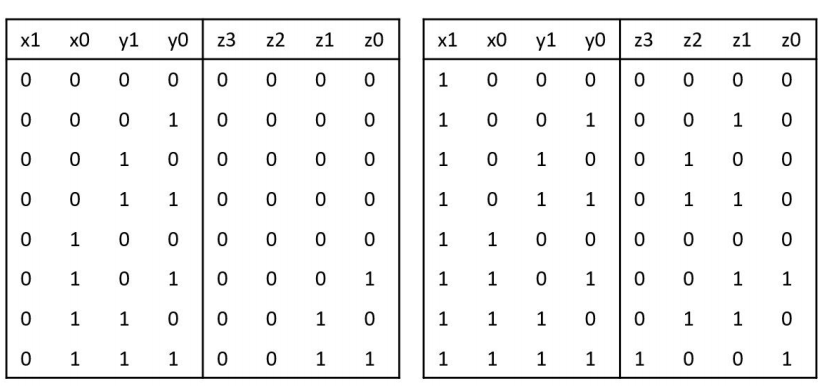 x1 x0 y1 y0 z3 z2 z1 z0 x1 x0 y1 y0 z3 z2 z1 z0
0 0 0 0 0 0 0 0 1 0 0 0 0 0 0 0
0 0 0 1 0 0 0 0 1 0 0 1 0 0 1 0
0 0 1 0 0 0 0 0 1 0 1 0 0 1 0 0
0 0 1 1 0 0 0 0 1 0 1 1 0 1 1 0
0 1 0 0 0 0 0 0 1 1 0 0 0 0 0 0
0 1 0 1 0 0 0 1 1 1 0 1 0 0 1 1
0 1 1 0 0 0 1 0 1 1 1 0 0 1 1 0
0 1 1 1 0 0 1 1 1 1 1 1 1 0 0 1